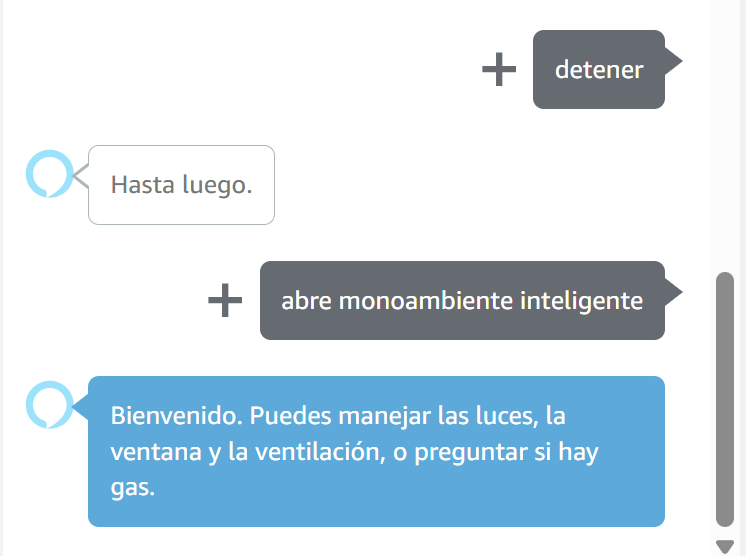 detener
Hasta luego.
abre monoambiente inteligente
Bienvenido. Puedes manejar las luces, la
ventana y la ventilación, o preguntar si hay
gas.